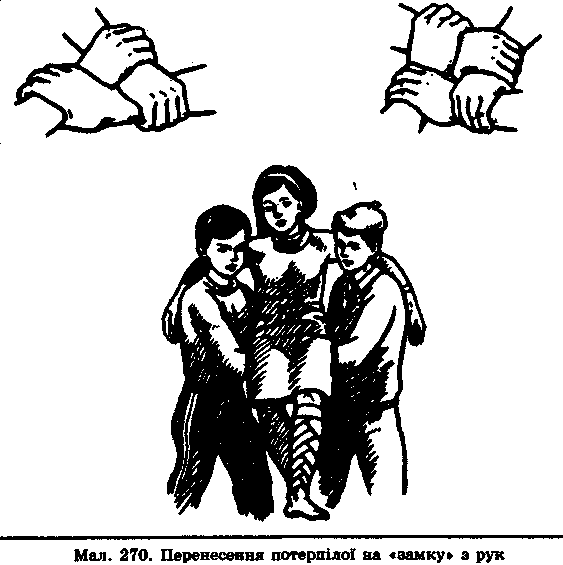 Мал. 270. Перенесення потерпілої на «замку» з рук